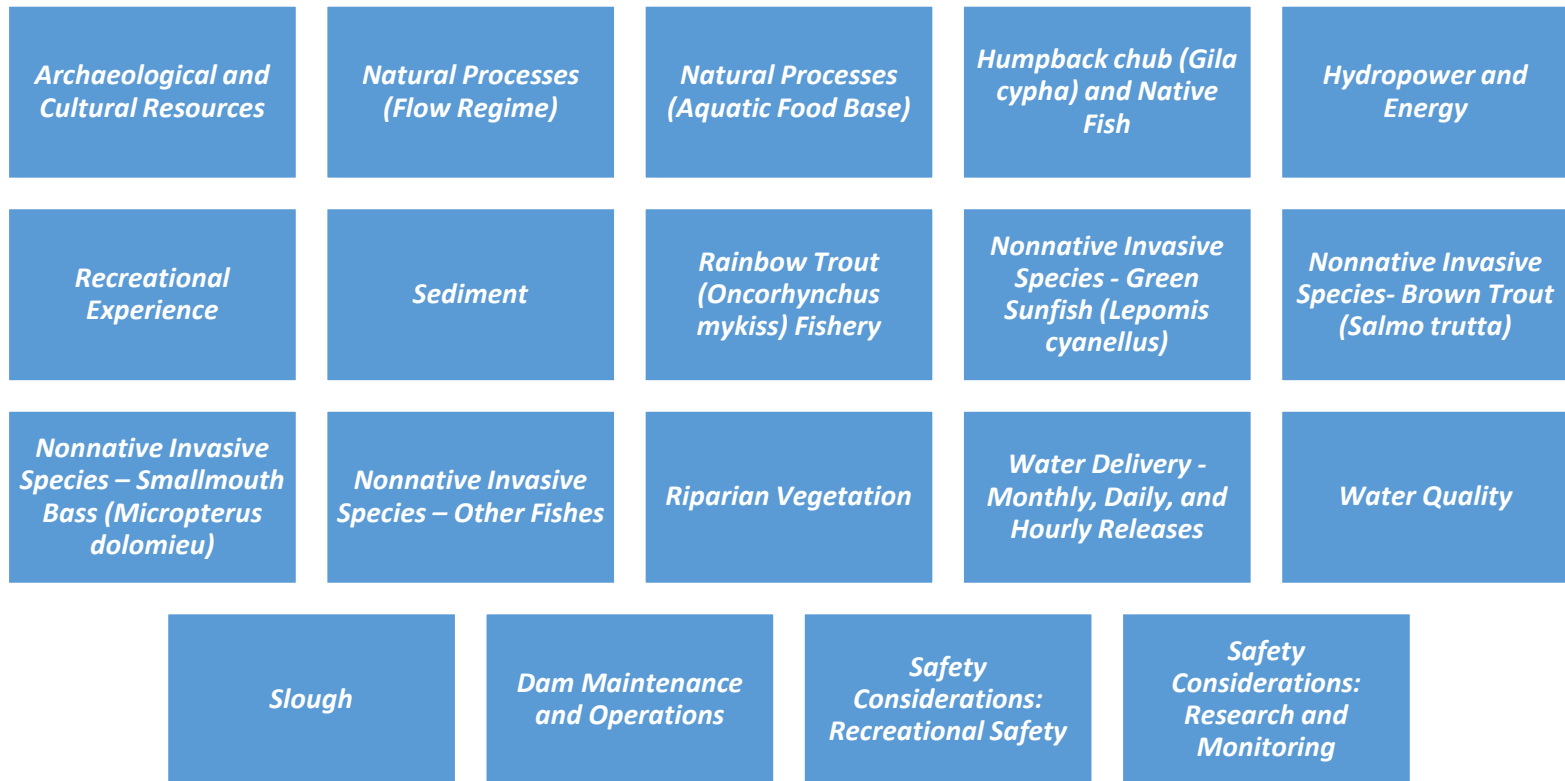 Archaeological and
Cultural Resources
Natural Processes
(Flow Regime)
Natural Processes
(Aquatic Food Base)
Humpback chub (Gila
cypha) and Native
Fish
Hydropower and
Energy
Recreational
Experience
Sediment
Rainbow Trout
(Oncorhynchus
mykiss) Fishery
Nonnative Invasive
Species - Green
Sunfish (Lepomis
cyanellus)
Nonnative Invasive
Species- Brown Trout
(Salmo trutta)
Nonnative Invasive
Species – Smallmouth
Bass (Micropterus
dolomieu)
Nonnative Invasive
Species – Other Fishes
Riparian Vegetation
Water Delivery -
Monthly, Daily, and
Hourly Releases
Water Quality
Slough
Dam Maintenance
and Operations
Safety
Considerations:
Recreational Safety
Safety
Considerations:
Research and
Monitoring